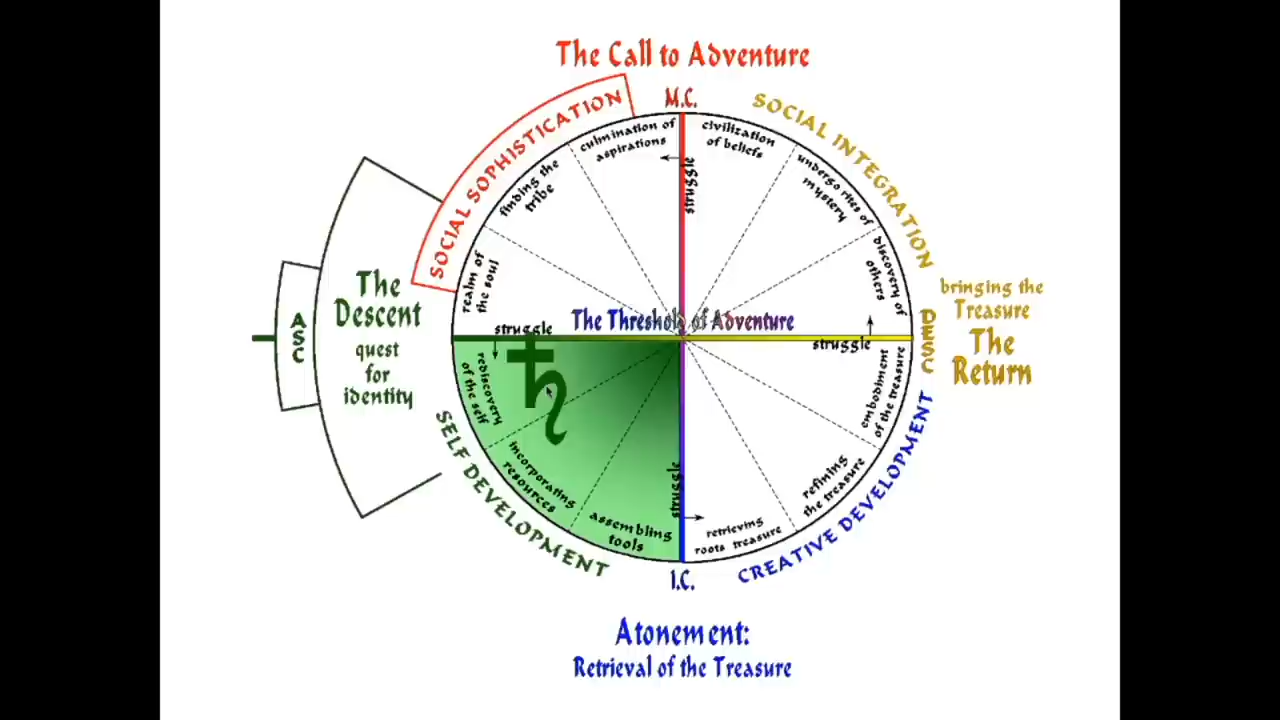 The Call to Adventure
M.C.
SOCIAL SOPHISTICATION
SOCIAL INTEGRATION
culmination of
aspirations
civilization
of beliefs
finding the
tribe
undergo rites of
mystery
realm of
the soul
discovery of
others
struggle
The Threshold of Adventure
struggle
struggle
ASC
The
Descent
quest
for
identity
DESC
bringing the
Treasure
The
Return
rediscovery
of the self
incorporating
resources
assembling
tools
struggle
retrieving
roots treasure
refining
the treasure
embodiment
of the treasure
SELF DEVELOPMENT
CREATIVE DEVELOPMENT
I.C.
Atonement:
Retrieval of the Treasure